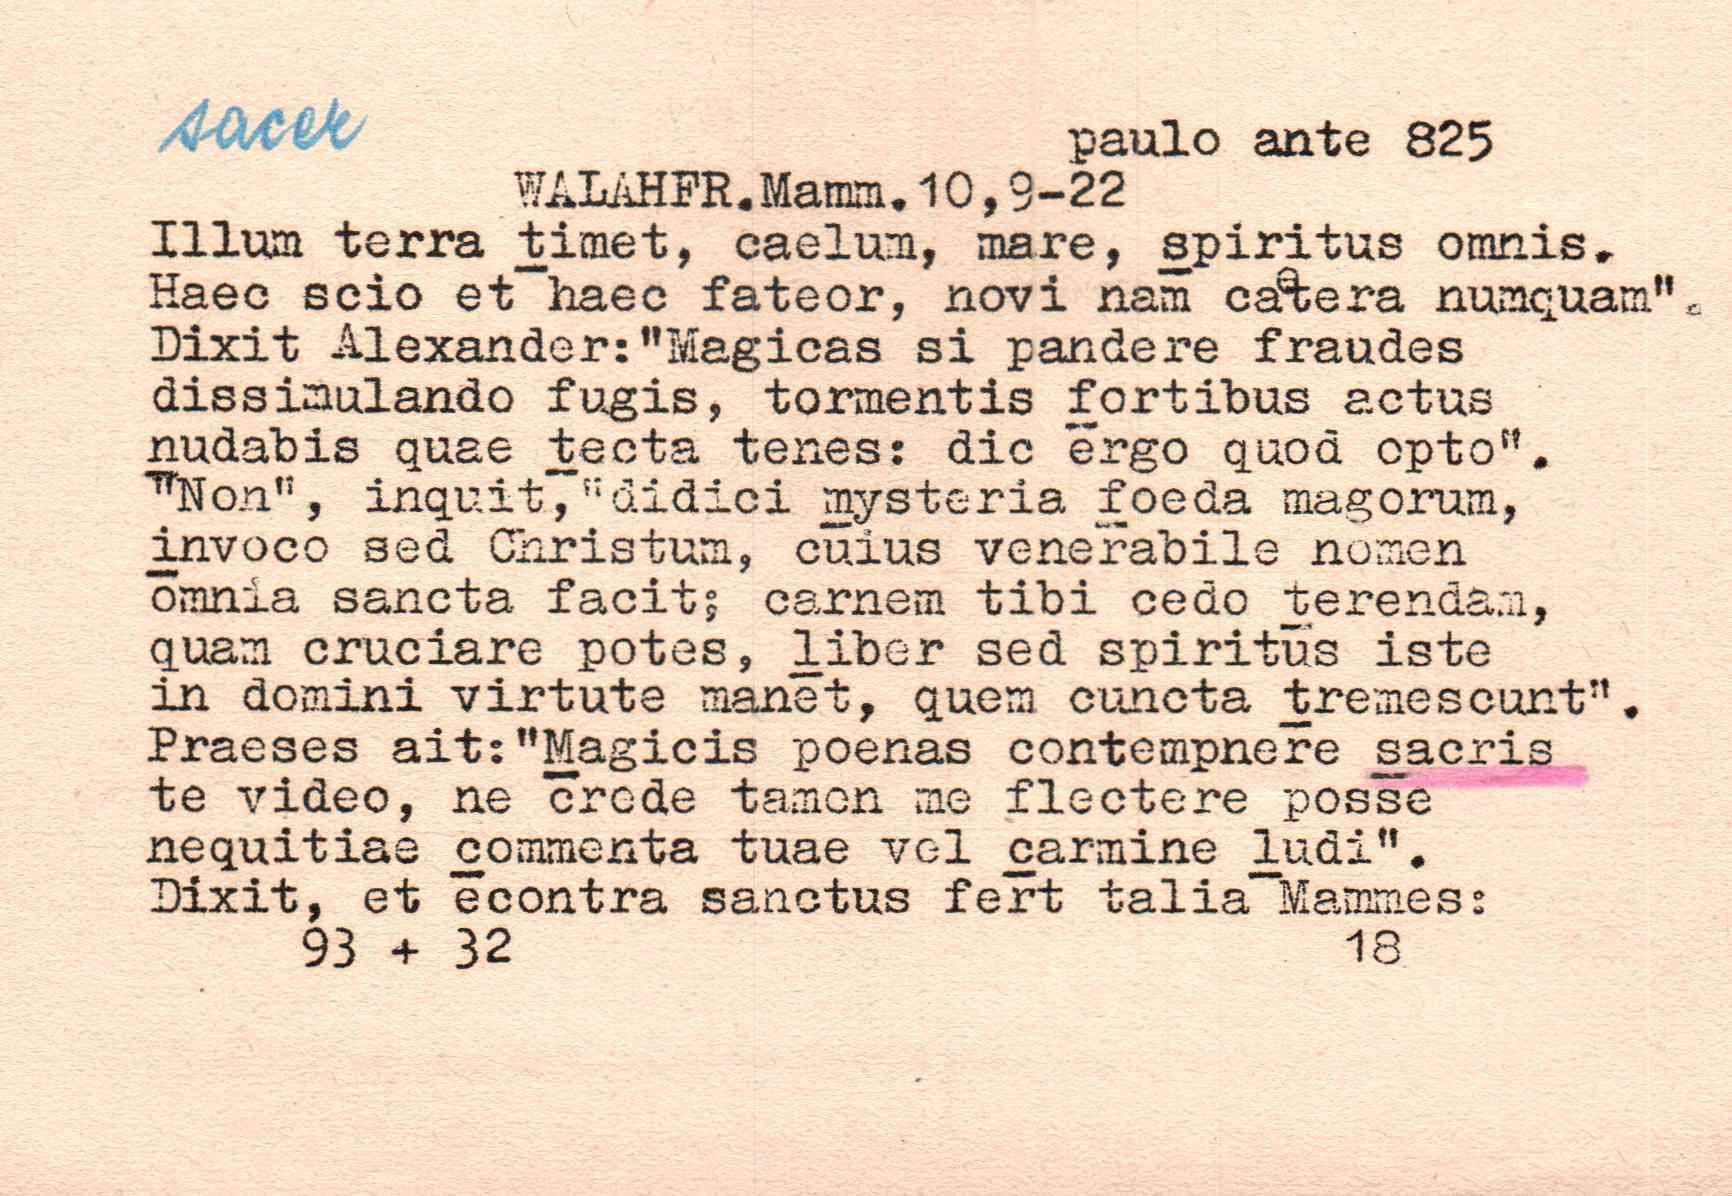 sacer
paulo ante 825
WALAHFR.Mamm.10,9-22
Illum terra timet, caelum, mare, spiritus omnis.
Haec scio et haec fateor, novi nam caetera numquam".
Dixit Alexander:"Magicas si pandere fraudes
dissimulando fugis, tormentis fortibus actus
nudabis quae tecta tenes: dic ergo quod opto".
"Non", inquit,"didici mysteria foeda magorum,
invoco sed Christum, cuius venerabile nomen
omnia sancta facit; carnem tibi cedo terendam,
quam cruciare potes, liber sed spiritus iste
in domini virtute manet, quem cuncta tremescunt".
Praeses ait:"Magicis poenas contempnere sacris
te video, ne crede tamen me flectere posse
nequitiae commenta tuae vel carmine ludi".
Dixit, et econtra sanctus fert talia Mammes:
93 + 32 18